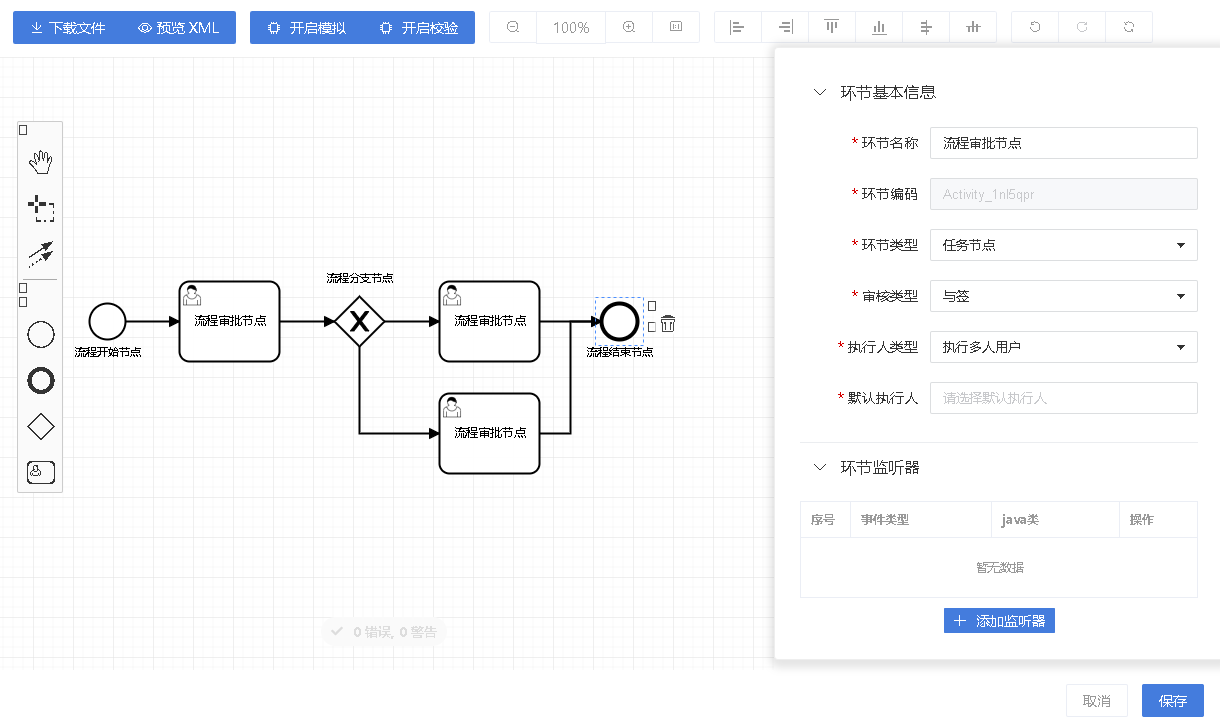 下载文件 预览 XML 开启模拟 开启校验 100%
环节基本信息
*环节名称 流程审批节点
*环节编码 Activity_1nl5qpr
*环节类型 任务节点
*审核类型 与签
*执行人类型 执行多人用户
*默认执行人 请选择默认执行人
环节监听器
序号 事件类型 java类 操作
暂无数据
添加监听器
流程分支节点
流程审批节点
流程审批节点
流程开始节点
流程结束节点
流程审批节点
0 错误, 0 警告
取消 保存